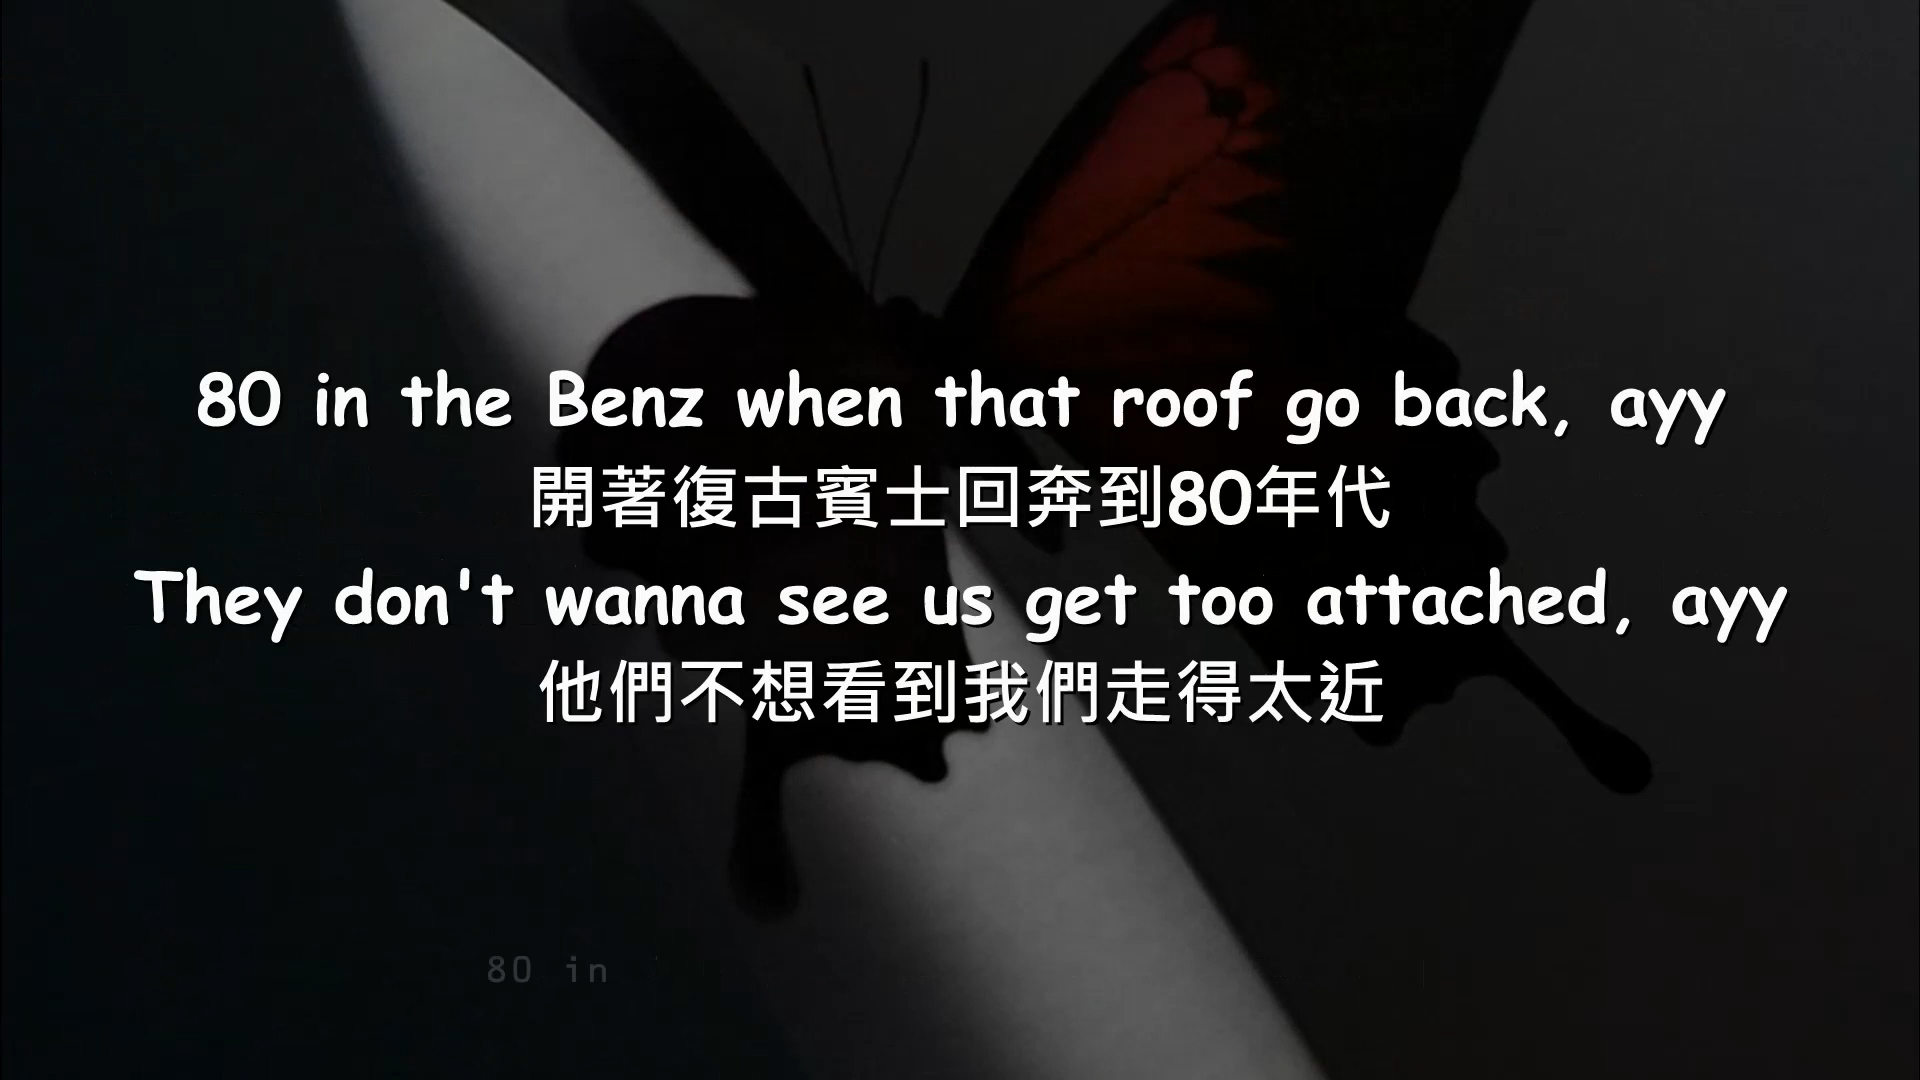 80 in the Benz when that roof go back, ayy
開著復古賓士回奔到80年代
They don't wanna see us get too attached, ayy
他們不想看到我們走得太近
80 in